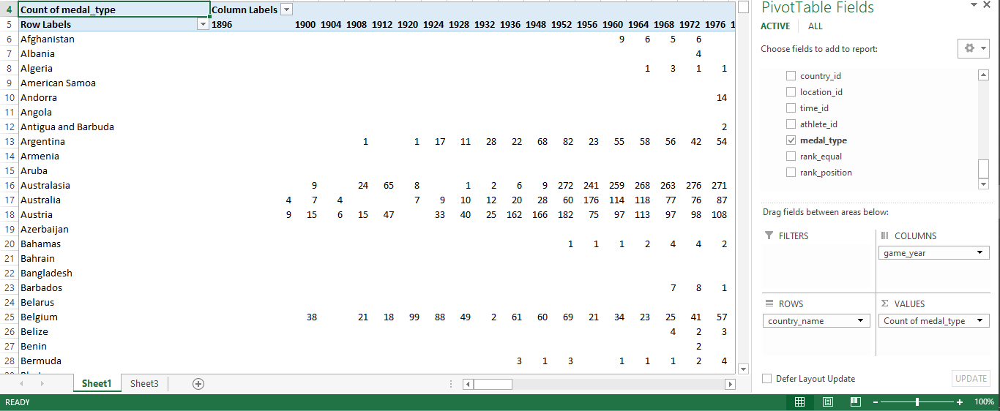 PivotTable Fields
4 Count of medal_type Column Labels
5 Row Labels 1896 1900 1904 1908 1912 1920 1924 1928 1932 1936 1948 1952 1956 1960 1964 1968 1972 1976 1
6 Afghanistan 9 6 5 6
7 Albania 4
8 Algeria 1 3 1 1
9 American Samoa
10 Andorra 14
11 Angola
12 Antigua and Barbuda 2
13 Argentina 1 1 17 11 28 22 68 82 23 55 58 56 42 54
14 Armenia
15 Aruba
16 Australasia 9 24 65 8 1 2 6 9 272 241 259 268 263 276 271
17 Australia 4 7 4 7 9 10 12 20 28 60 176 114 118 77 76 87
18 Austria 9 15 6 15 47 33 40 25 162 166 182 75 97 113 97 98 108
19 Azerbaijan
20 Bahamas 1 1 1 2 4 4 2
21 Bahrain
22 Bangladesh
23 Barbados 7 8 1
24 Belarus
25 Belgium 38 21 18 99 88 49 2 61 60 69 21 34 23 25 41 57
26 Belize 4 2 3
27 Benin 2
28 Bermuda 3 1 3 1 1 1 2 4
Sheet1 Sheet3
ACTIVE ALL
Choose fields to add to report:
country_id
location_id
time_id
athlete_id
medal_type
rank_equal
rank_position
Drag fields between areas below:
FILTERS COLUMNS
game_year
ROWS VALUES
country_name Count of medal_type
Defer Layout Update UPDATE
READY 100%